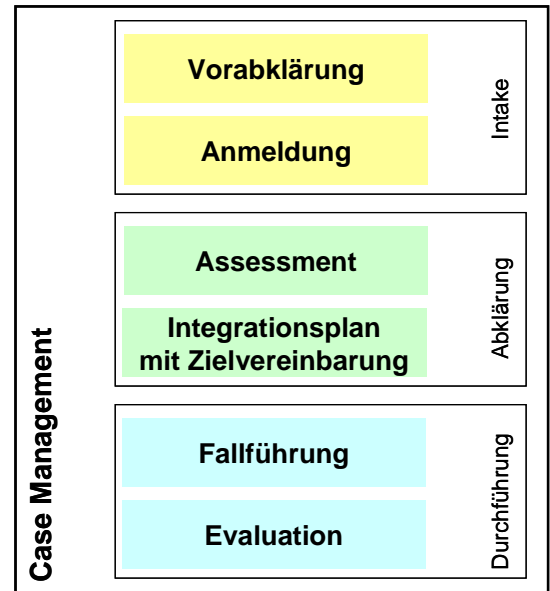 Case Management
Vorabklärung
Anmeldung
Intake
Assessment
Integrationsplan
mit Zielvereinbarung
Abklärung
Fallführung
Evaluation
Durchführung